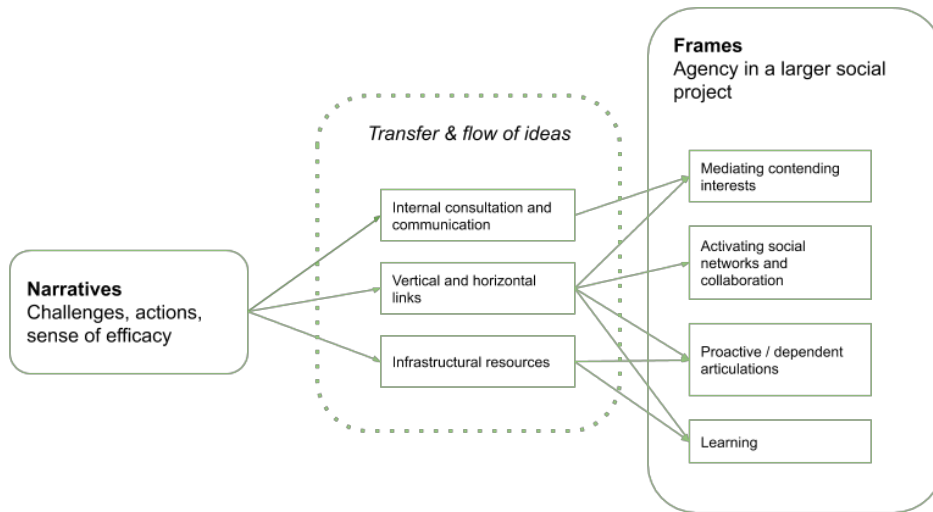 Narratives
Challenges, actions,
sense of efficacy
Transfer & flow of ideas
Internal consultation and
communication
Vertical and horizontal
links
Infrastructural resources
Frames
Agency in a larger social
project
Mediating contending
interests
Activating social
networks and
collaboration
Proactive / dependent
articulations
Learning